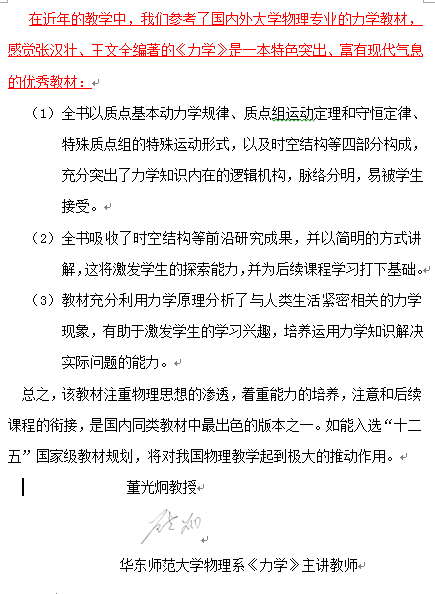 在近年的教学中，我们参考了国内外大学物理专业的力学教材，
感觉张汉壮、王文全编著的《力学》是一本特色突出、富有现代气息
的优秀教材：
（1）全书以质点基本动力学规律、质点组运动定理和守恒定律、
特殊质点组的特殊运动形式，以及时空结构等四部分构成，
充分突出了力学知识内在的逻辑机构，脉络分明，易被学生
接受。
（2）全书吸收了时空结构等前沿研究成果，并以简明的方式讲
解，这将激发学生的探索能力，并为后续课程学习打下基础。
（3）教材充分利用力学原理分析了与人类生活紧密相关的力学
现象，有助于激发学生的学习兴趣，培养运用力学知识解决
实际问题的能力。
总之，该教材注重物理思想的渗透，着重能力的培养，注意和后续
课程的衔接，是国内同类教材中最出色的版本之一。如能入选“十二
五”国家级教材规划，将对我国物理教学起到极大的推动作用。
董光炯教授
华东师范大学物理系《力学》主讲教师